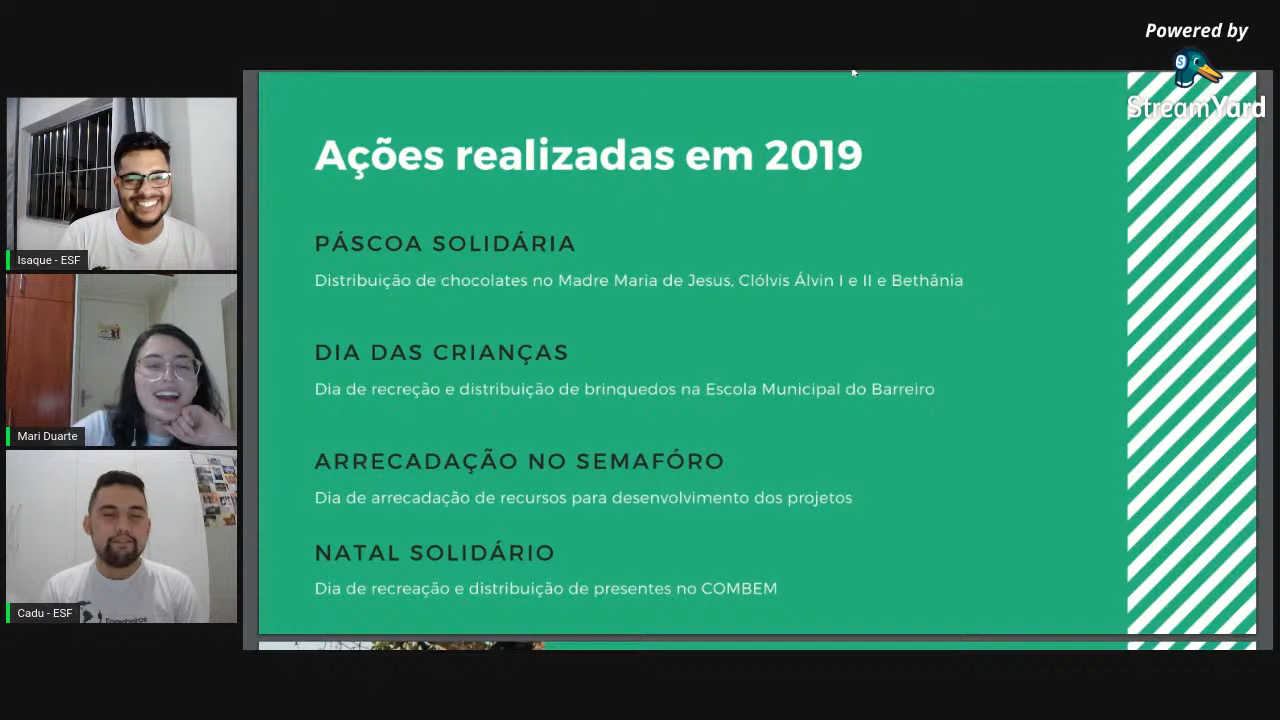 Powered by
StreamYard
Ações realizadas em 2019
PÁSCOA SOLIDÁRIA
Distribuição de chocolates no Madre Maria de Jesus, Clólvis Álvin I e II e Bethânia
DIA DAS CRIANÇAS
Dia de recreção e distribuição de brinquedos na Escola Municipal do Barreiro
ARRECADAÇÃO NO SEMAFÓRO
Dia de arrecadação de recursos para desenvolvimento dos projetos
NATAL SOLIDÁRIO
Dia de recreação e distribuição de presentes no COMBEM
Isaque - ESF
Mari Duarte
Engenheiros
Cadu - ESF